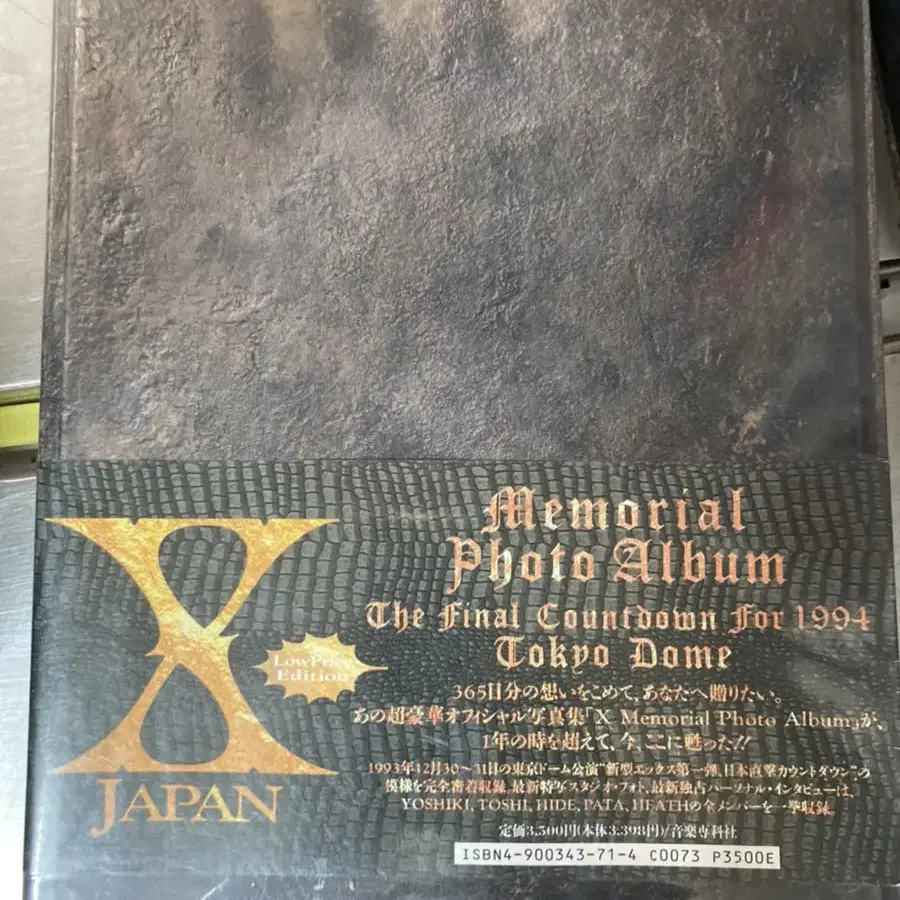 Memorial
Photo Album
The Final Countdown For 1994
Tokyo Dome
X
JAPAN
Low Price
Edition
365日分の想いをこめて、あなたへ贈りたい。
あの超豪華オフィシャル写真集「X Memorial Photo Album」が、
1年の時を超えて、今、ここに甦った!!
1993年12月30〜31日の東京ドーム公演“新型エックス第一弾、日本直撃カウントダウン”の
模様を完全密着収録。最新特写スタジオ・フォト、最新独占パーソナル・インタビューは、
YOSHIKI, TOSHI, HIDE, PATA, HEATHの全メンバーを一挙収録。
定価3,500円(本体3,398円)/音楽専科社
ISBN4-900343-71-4 C0073 P3500E